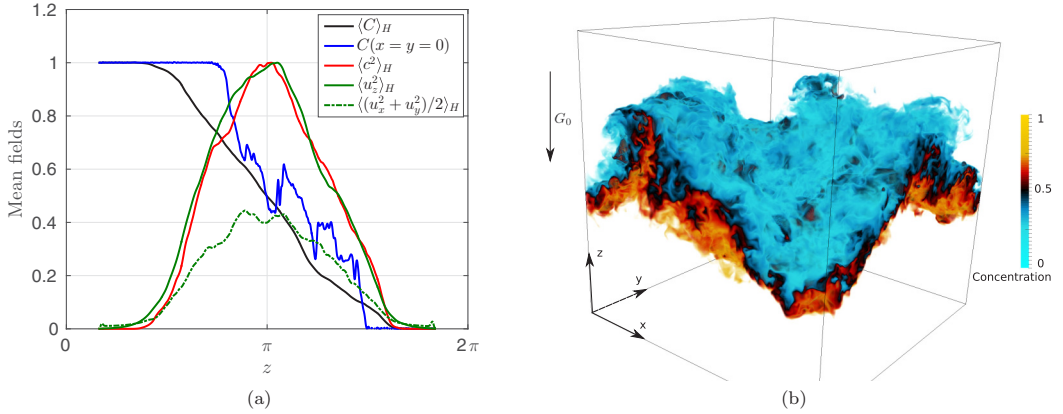 1.2
1
0.8
0.6
0.4
0.2
0
0
π
2π
z
Mean fields
⟨C⟩_H
C(x = y = 0)
⟨c²⟩_H
⟨u_z²⟩_H
⟨(u_x² + u_y²)/2⟩_H
(a)
G₀
z
y
x
1
0.5
0
Concentration
(b)